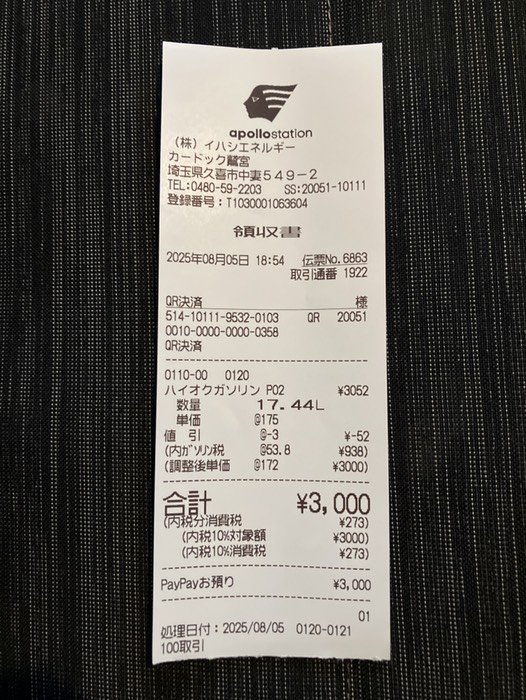 apollostation
(株)イハシエネルギー
カードック鷲宮
埼玉県久喜市中妻549-2
TEL:0480-59-2203 SS:20051-10111
登録番号:T1030001063604
領収書
2025年08月05日 18:54 伝票No.6863
取引通番 1922
QR決済 様
514-10111-9532-0103 QR 20051
0010-0000-0000-0358
QR決済
0110-00 0120
ハイオクガソリン P02 ¥3052
数量 17.44L
単価 @175
値 引 @-3 ¥-52
(内ガソリン税 @53.8 ¥938)
(調整後単価 @172 ¥3000)
合計 ¥3,000
(内税分消費税 ¥273)
(内税10%対象額 ¥3000)
(内税10%消費税 ¥273)
PayPayお預り ¥3,000
01
処理日付:2025/08/05 0120-0121
100取引